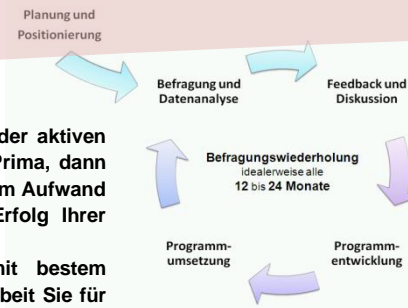 Planung und
Positionierung
Befragung und
Datenanalyse
Feedback und
Diskussion
Befragungswiederholung
idealerweise alle
12 bis 24 Monate
Programm-
umsetzung
Programm-
entwicklung
der aktiven
Prima, dann
m Aufwand
Erfolg Ihrer
mit bestem
beit Sie für